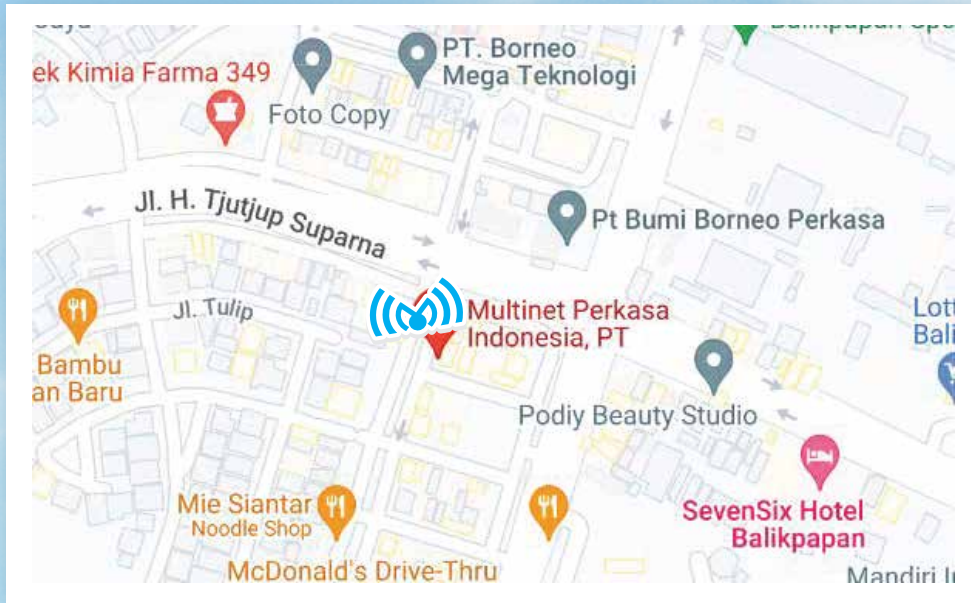 ek Kimia Farma 349
Foto Copy
PT. Borneo
Mega Teknologi
Jl. H. Tjutjup Suparna
Pt Bumi Borneo Perkasa
Jl. Tulip
Multinet Perkasa
Indonesia, PT
Lott
Bali
Bambu
an Baru
Podiy Beauty Studio
Mie Siantar
Noodle Shop
McDonald's Drive-Thru
SevenSix Hotel
Balikpapan
Mandiri I